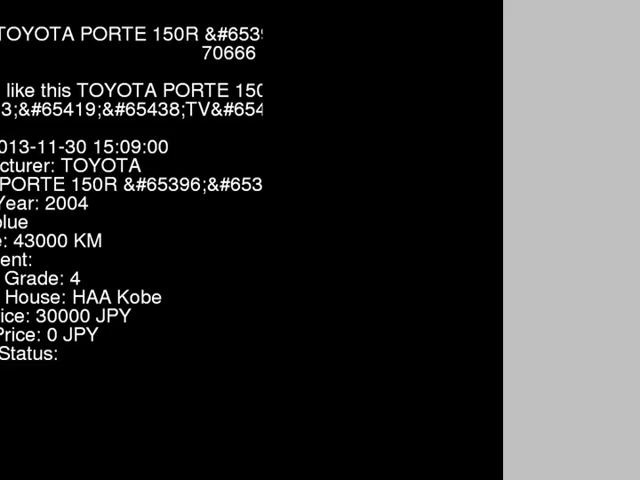 TOYOTA PORTE 150R &#6539
70666
like this TOYOTA PORTE 150
3;&#65419;&#65438;TV&#654
013-11-30 15:09:00
cturer: TOYOTA
PORTE 150R &#65396;&#653
Year: 2004
blue
e: 43000 KM
ent:
Grade: 4
House: HAA Kobe
ice: 30000 JPY
Price: 0 JPY
Status: